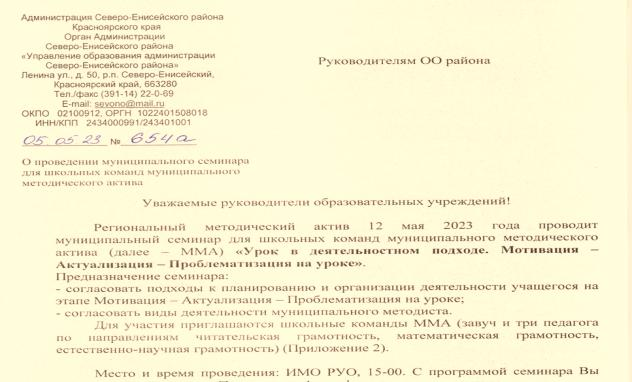 Администрация Северо-Енисейского района
Красноярского края
Орган Администрации
Северо-Енисейского района
«Управление образования администрации
Северо-Енисейского района»
Ленина ул., д. 50, р.п. Северо-Енисейский,
Красноярский край, 663280
Тел./факс (391-14) 22-0-69
E-mail: sevono@mail.ru
ОКПО 02100912, ОРГН 1022401508018
ИНН/КПП 2434000991/243401001
05.05.23 № 654а
Руководителям ОО района
О проведении муниципального семинара
для школьных команд муниципального
методического актива
Уважаемые руководители образовательных учреждений!
Региональный методический актив 12 мая 2023 года проводит
муниципальный семинар для школьных команд муниципального методического
актива (далее – ММА) «Урок в деятельностном подходе. Мотивация –
Актуализация – Проблематизация на уроке».
Предназначение семинара:
- согласовать подходы к планированию и организации деятельности учащегося на
этапе Мотивация – Актуализация – Проблематизация на уроке;
- согласовать виды деятельности муниципального методиста.
Для участия приглашаются школьные команды ММА (завуч и три педагога
по направлениям читательская грамотность, математическая грамотность,
естественно-научная грамотность) (Приложение 2).
Место и время проведения: ИМО РУО, 15-00. С программой семинара Вы